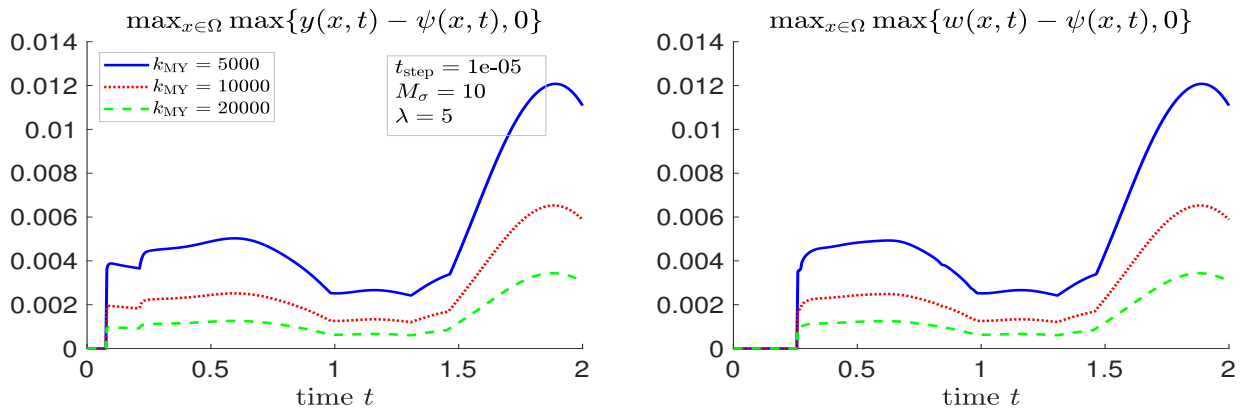 max_{x∈Ω} max{y(x, t) − ψ(x, t), 0}
0.014
0.012
0.01
0.008
0.006
0.004
0.002
0
k_MY = 5000
k_MY = 10000
k_MY = 20000
t_step = 1e-05
M_σ = 10
λ = 5
0 0.5 1 1.5 2
time t
max_{x∈Ω} max{w(x, t) − ψ(x, t), 0}
0.014
0.012
0.01
0.008
0.006
0.004
0.002
0
0 0.5 1 1.5 2
time t